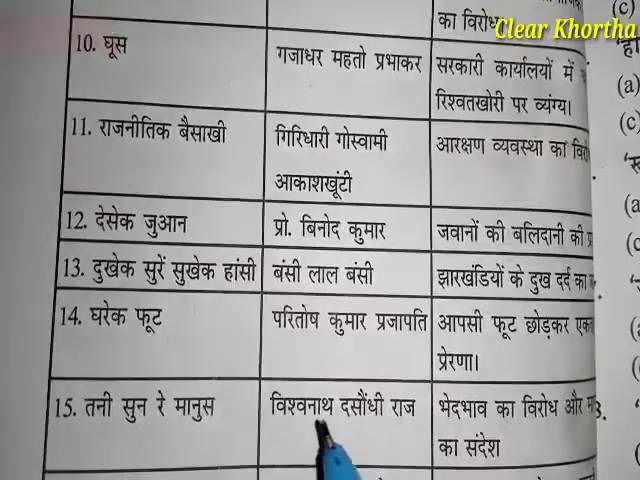 का विरोध
Clear Khortha
(c)
10. घूस
गजाधर महतो प्रभाकर
सरकारी कार्यालयों में
रिश्वतखोरी पर व्यंग्य।
(a)
(c)
11. राजनीतिक बैसाखी
गिरिधारी गोस्वामी
आकाशखूंटी
आरक्षण व्यवस्था का
(a
12. देसेक जुआन
प्रो. बिनोद कुमार
जवानों की बलिदानी की
13. दुखेक सुरें सुखेक हांसी
बंसी लाल बंसी
झारखंडियों के दुख दर्द का
14. घरेक फूट
परितोष कुमार प्रजापति
आपसी फूट छोड़कर
प्रेरणा।
15. तनी सुन रे मानुस
विश्वनाथ दसौंधी राज
भेदभाव का विरोध और
का संदेश
3.